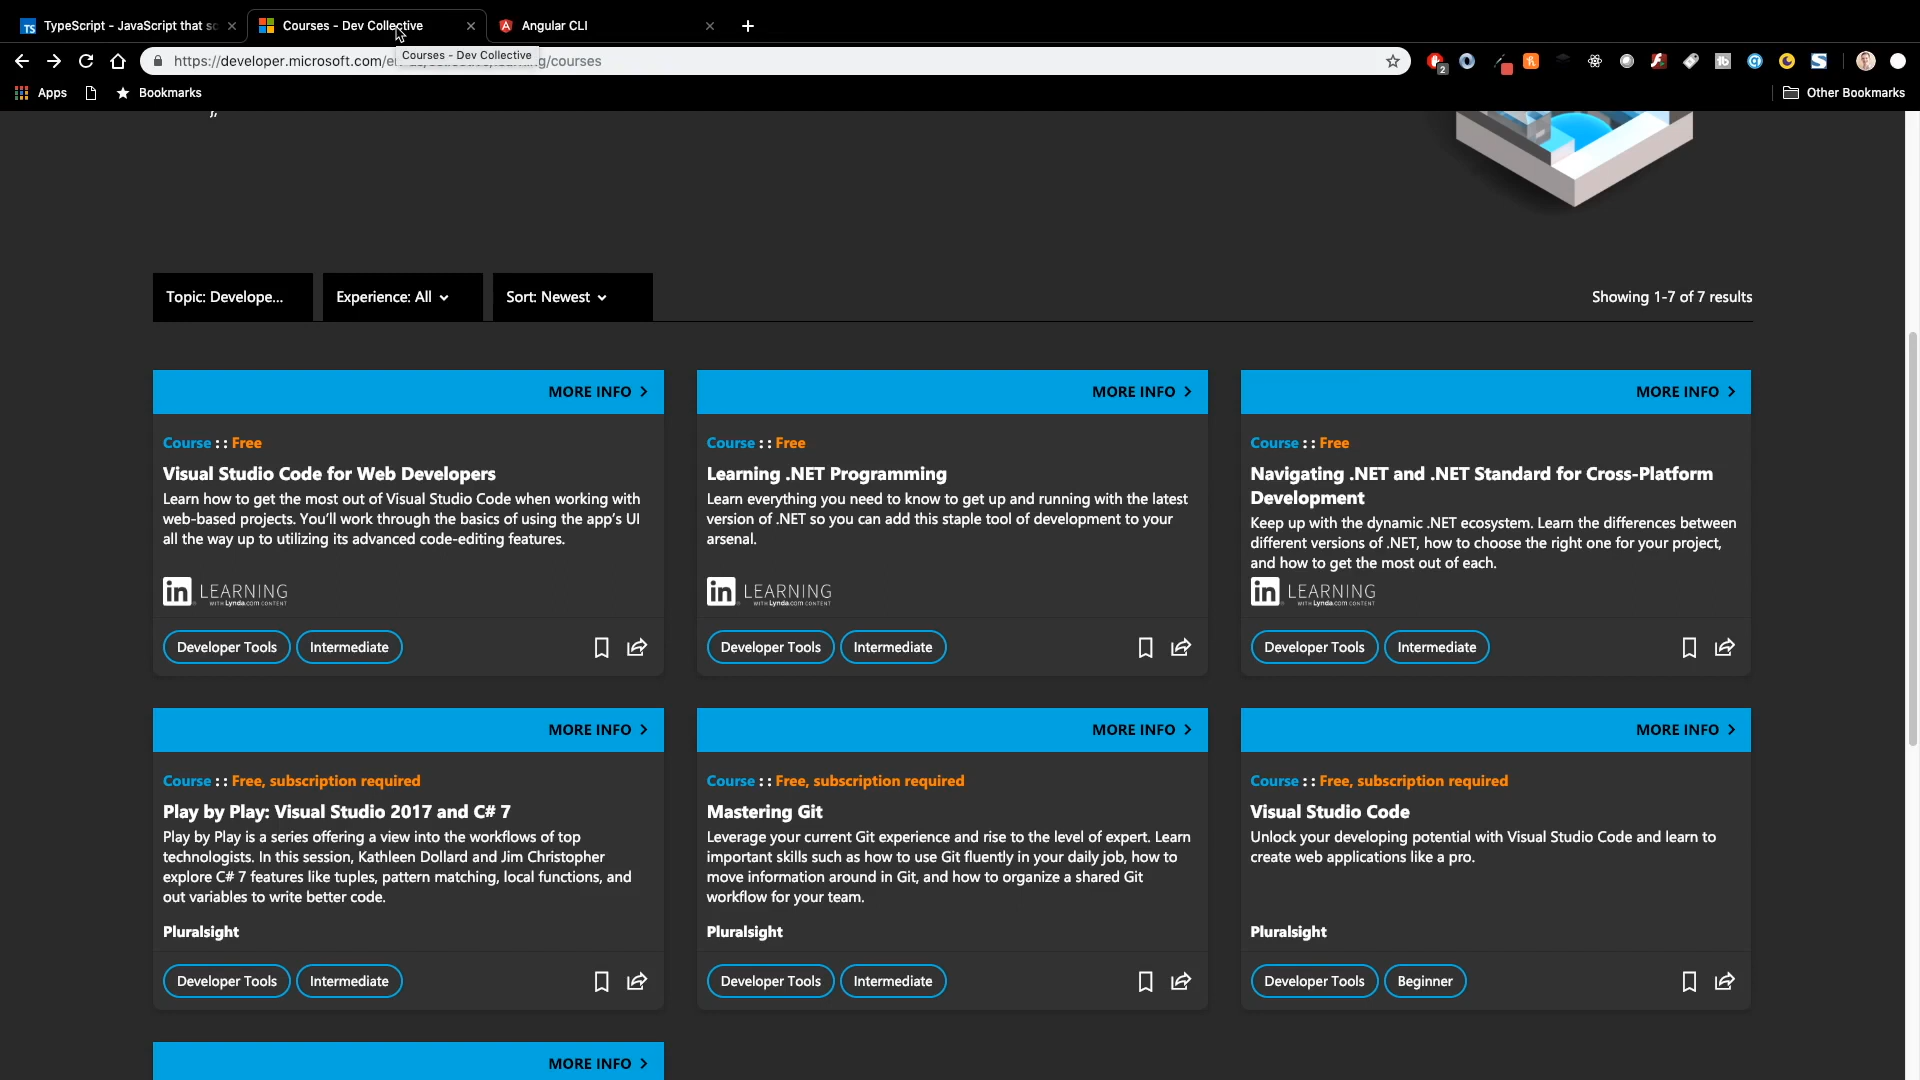 TypeScript - JavaScript that sc
Courses - Dev Collective
Angular CLI
Courses - Dev Collective
https://developer.microsoft.com/e
g/courses
2
Apps
Bookmarks
Other Bookmarks
Topic: Develope...
Experience: All
Sort: Newest
Showing 1-7 of 7 results
MORE INFO
MORE INFO
MORE INFO
Course :: Free
Visual Studio Code for Web Developers
Learn how to get the most out of Visual Studio Code when working with
web-based projects. You'll work through the basics of using the app's UI
all the way up to utilizing its advanced code-editing features.
in LEARNING
WITH Lynda.com CONTENT
Developer Tools
Intermediate
Course :: Free
Learning .NET Programming
Learn everything you need to know to get up and running with the latest
version of .NET so you can add this staple tool of development to your
arsenal.
in LEARNING
WITH Lynda.com CONTENT
Developer Tools
Intermediate
Course :: Free
Navigating .NET and .NET Standard for Cross-Platform
Development
Keep up with the dynamic .NET ecosystem. Learn the differences between
different versions of .NET, how to choose the right one for your project,
and how to get the most out of each.
in LEARNING
WITH Lynda.com CONTENT
Developer Tools
Intermediate
MORE INFO
MORE INFO
MORE INFO
Course :: Free, subscription required
Play by Play: Visual Studio 2017 and C# 7
Play by Play is a series offering a view into the workflows of top
technologists. In this session, Kathleen Dollard and Jim Christopher
explore C# 7 features like tuples, pattern matching, local functions, and
out variables to write better code.
Pluralsight
Developer Tools
Intermediate
Course :: Free, subscription required
Mastering Git
Leverage your current Git experience and rise to the level of expert. Learn
important skills such as how to use Git fluently in your daily job, how to
move information around in Git, and how to organize a shared Git
workflow for your team.
Pluralsight
Developer Tools
Intermediate
Course :: Free, subscription required
Visual Studio Code
Unlock your developing potential with Visual Studio Code and learn to
create web applications like a pro.
Pluralsight
Developer Tools
Beginner
MORE INFO